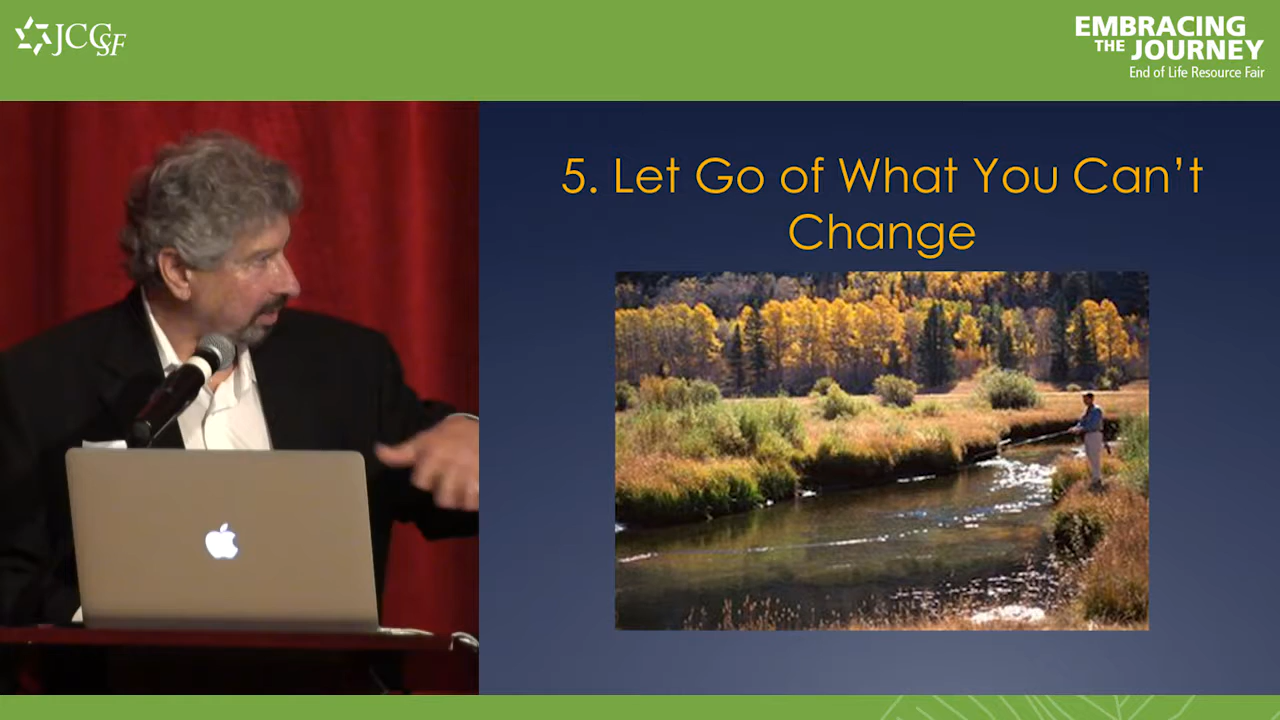 JCCSF
EMBRACING
THE JOURNEY
End of Life Resource Fair
5. Let Go of What You Can't
Change